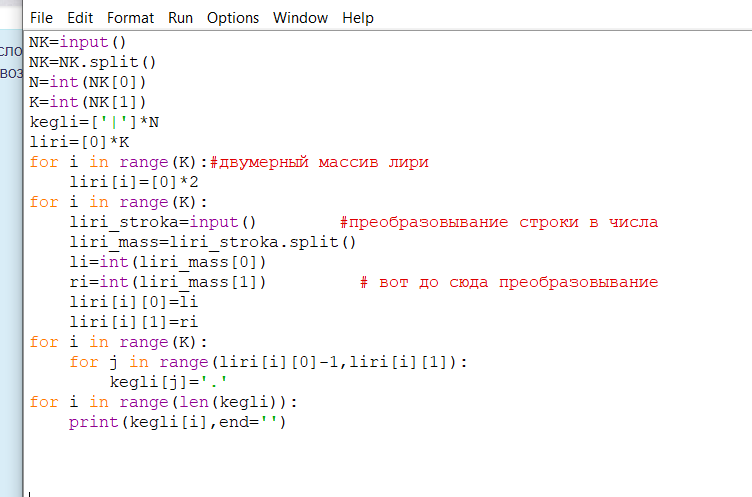 File Edit Format Run Options Window Help
сло
воз
NK=input()
NK=NK.split()
N=int(NK[0])
K=int(NK[1])
kegli=['|']*N
liri=[0]*K
for i in range(K):#двумерный массив лири
    liri[i]=[0]*2
for i in range(K):
    liri_stroka=input()        #преобразовывание строки в числа
    liri_mass=liri_stroka.split()
    li=int(liri_mass[0])
    ri=int(liri_mass[1])         # вот до сюда преобразовывание
    liri[i][0]=li
    liri[i][1]=ri
for i in range(K):
    for j in range(liri[i][0]-1,liri[i][1]):
        kegli[j]='.'
for i in range(len(kegli)):
    print(kegli[i],end='')